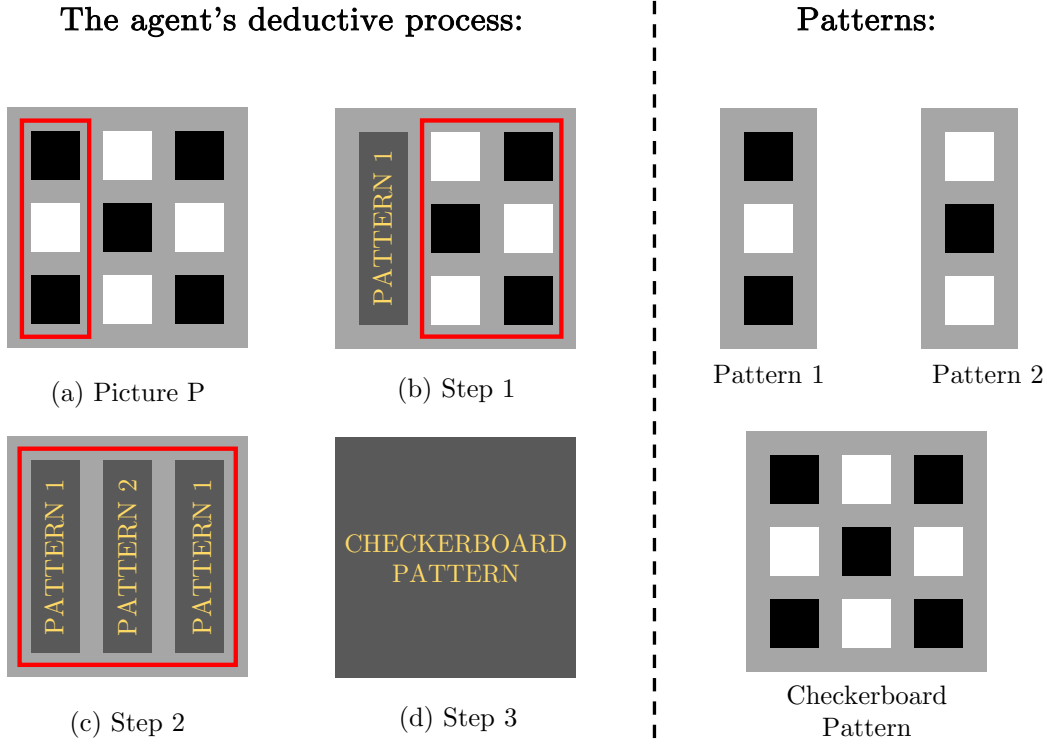 The agent's deductive process:
Patterns:
PATTERN 1
(a) Picture P
(b) Step 1
Pattern 1
Pattern 2
PATTERN 1
PATTERN 2
PATTERN 1
CHECKERBOARD
PATTERN
(c) Step 2
(d) Step 3
Checkerboard
Pattern